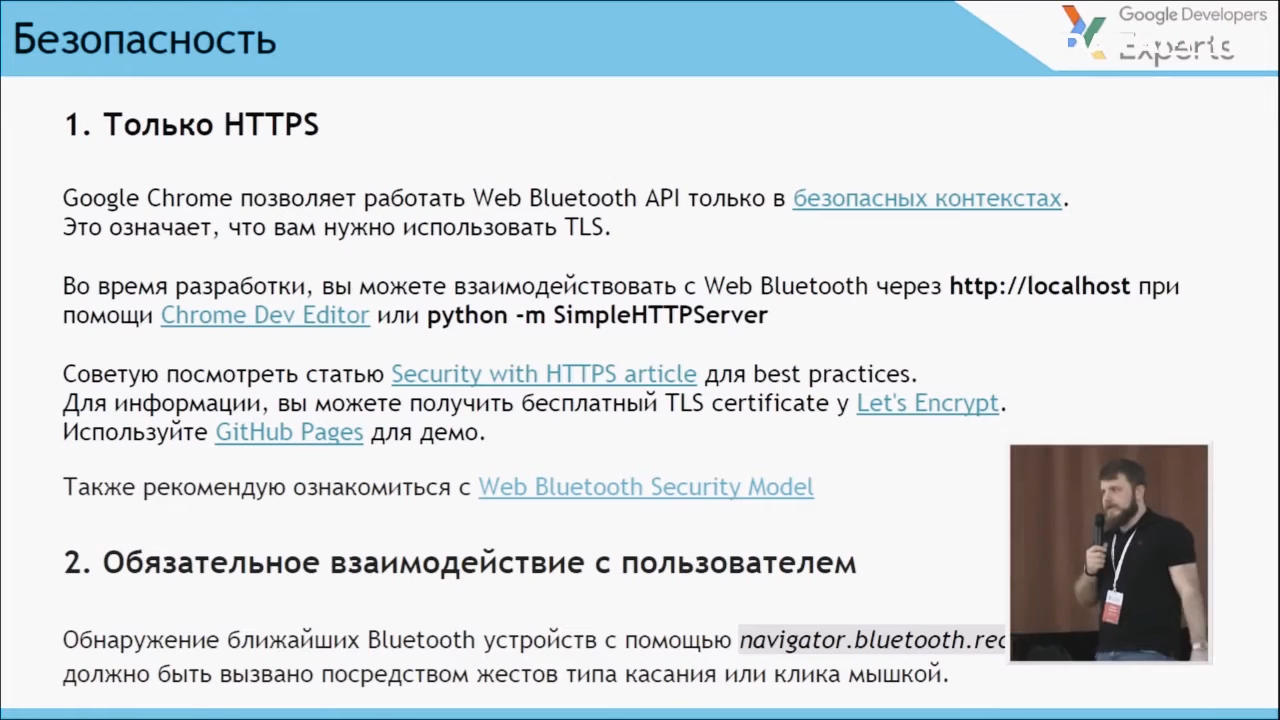 Безопасность
Google Developers
Experts
1. Только HTTPS
Google Chrome позволяет работать Web Bluetooth API только в безопасных контекстах.
Это означает, что вам нужно использовать TLS.
Во время разработки, вы можете взаимодействовать с Web Bluetooth через http://localhost при
помощи Chrome Dev Editor или python -m SimpleHTTPServer
Советую посмотреть статью Security with HTTPS article для best practices.
Для информации, вы можете получить бесплатный TLS certificate у Let's Encrypt.
Используйте GitHub Pages для демо.
Также рекомендую ознакомиться с Web Bluetooth Security Model
2. Обязательное взаимодействие с пользователем
Обнаружение ближайших Bluetooth устройств с помощью navigator.bluetooth.rec
должно быть вызвано посредством жестов типа касания или клика мышкой.